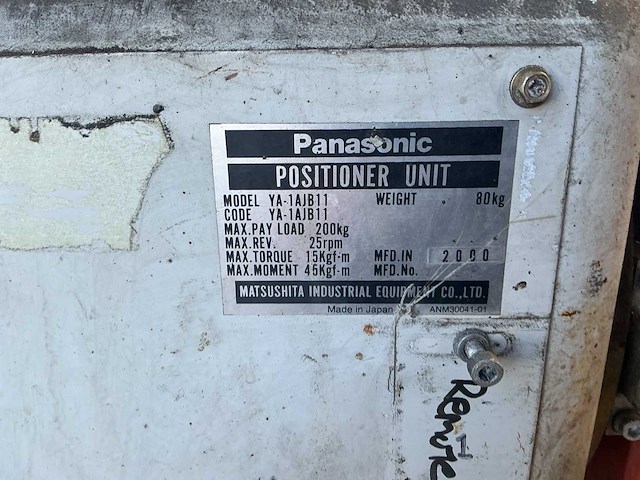 Panasonic
POSITIONER UNIT
MODEL YA-1AJB11 WEIGHT 80kg
CODE YA-1AJB11
MAX.PAY LOAD 200kg
MAX.REV. 25rpm
MAX.TORQUE 15Kgf·m MFD.IN 2000
MAX.MOMENT 45Kgf·m MFD.No.
MATSUSHITA INDUSTRIAL EQUIPMENT CO.,LTD.
Made in Japan ANM30041-01
1